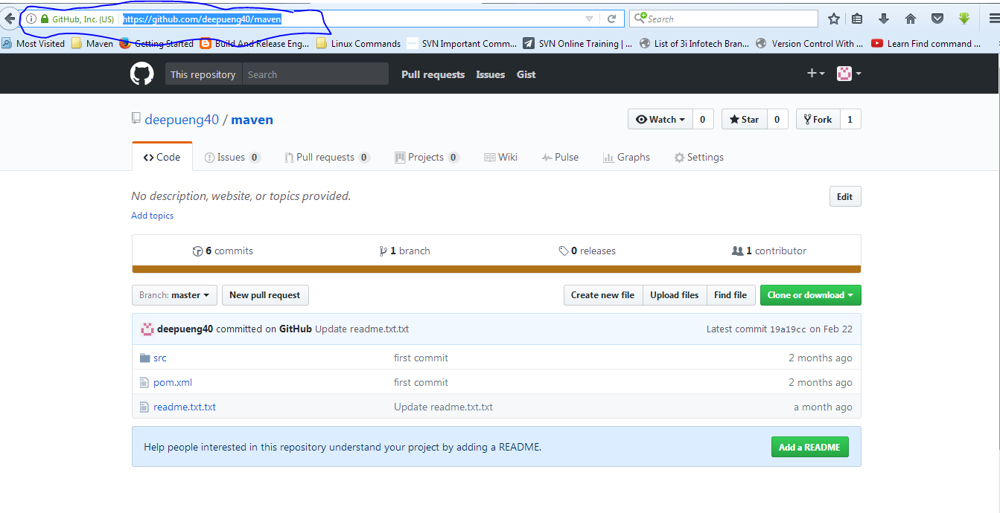 GitHub, Inc. (US) https://github.com/deepueng40/maven Search
Most Visited Maven Getting Started Build And Release Eng... Linux Commands SVN Important Comm... SVN Online Training | ... List of 3i Infotech Bran... Version Control With ... Learn Find command ...
This repository Search Pull requests Issues Gist
deepueng40 / maven Watch 0 Star 0 Fork 1
Code Issues 0 Pull requests 0 Projects 0 Wiki Pulse Graphs Settings
No description, website, or topics provided. Edit
Add topics
6 commits 1 branch 0 releases 1 contributor
Branch: master New pull request Create new file Upload files Find file Clone or download
deepueng40 committed on GitHub Update readme.txt.txt Latest commit 19a19cc on Feb 22
src first commit 2 months ago
pom.xml first commit 2 months ago
readme.txt.txt Update readme.txt.txt a month ago
Help people interested in this repository understand your project by adding a README. Add a README